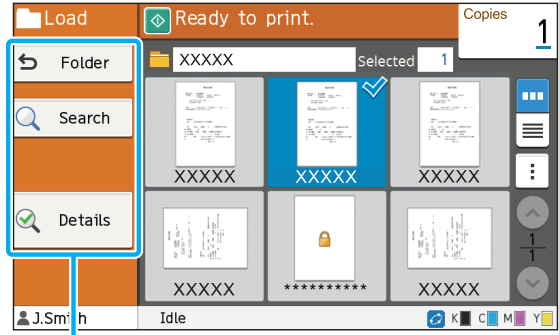 Load
Ready to print.
Copies
1
Folder
XXXXX
Selected
1
Search
XXXXX
XXXXX
XXXXX
Details
XXXXX
**********
XXXXX
1
1
J.Smith
Idle
K
C
M
Y